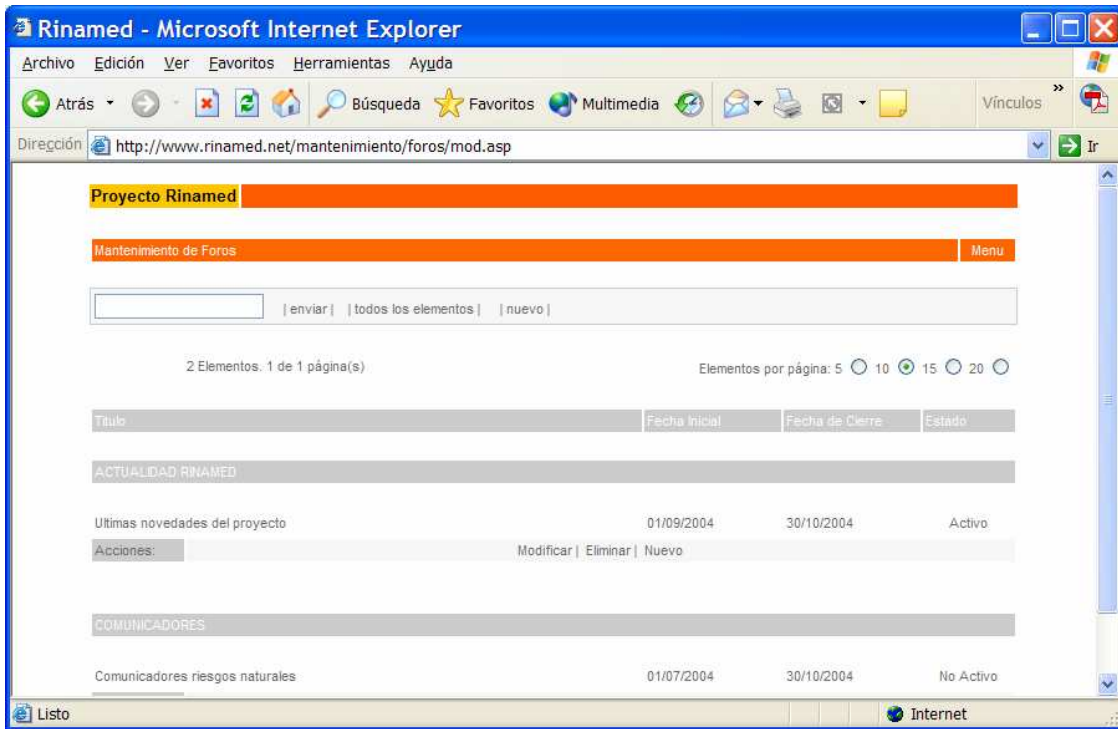 Rinamed - Microsoft Internet Explorer
Archivo Edición Ver Favoritos Herramientas Ayuda
Atrás Búsqueda Favoritos Multimedia Vínculos »
Dirección http://www.rinamed.net/mantenimiento/foros/mod.asp Ir
Proyecto Rinamed
Mantenimiento de Foros Menu
| enviar | | todos los elementos | | nuevo |
2 Elementos. 1 de 1 página(s) Elementos por página: 5 10 15 20
Titulo Fecha Inicial Fecha de Cierre Estado
ACTUALIDAD RINAMED
Ultimas novedades del proyecto 01/09/2004 30/10/2004 Activo
Acciones: Modificar | Eliminar | Nuevo
COMUNICADORES
Comunicadores riesgos naturales 01/07/2004 30/10/2004 No Activo
Listo Internet